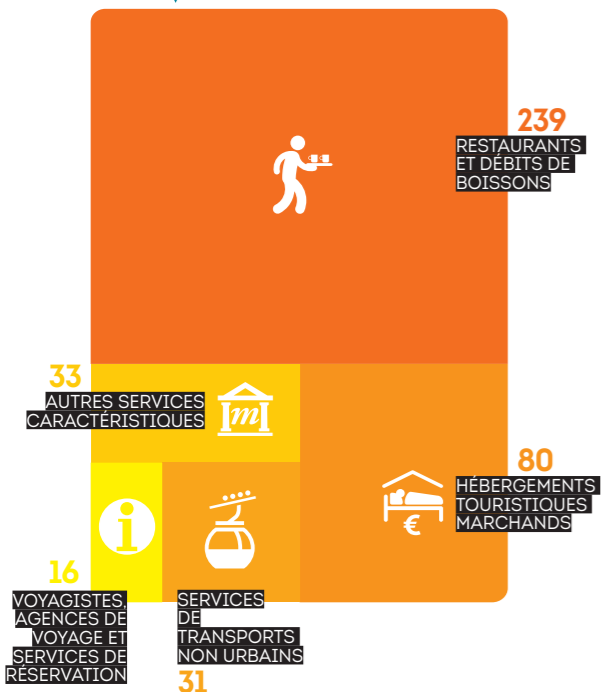 239
RESTAURANTS
ET DÉBITS DE
BOISSONS
33
AUTRES SERVICES
CARACTÉRISTIQUES
m
80
HÉBERGEMENTS
TOURISTIQUES
MARCHANDS
€
i
16
VOYAGISTES,
AGENCES DE
VOYAGE ET
SERVICES DE
RÉSERVATION
SERVICES
DE
TRANSPORTS
NON URBAINS
31